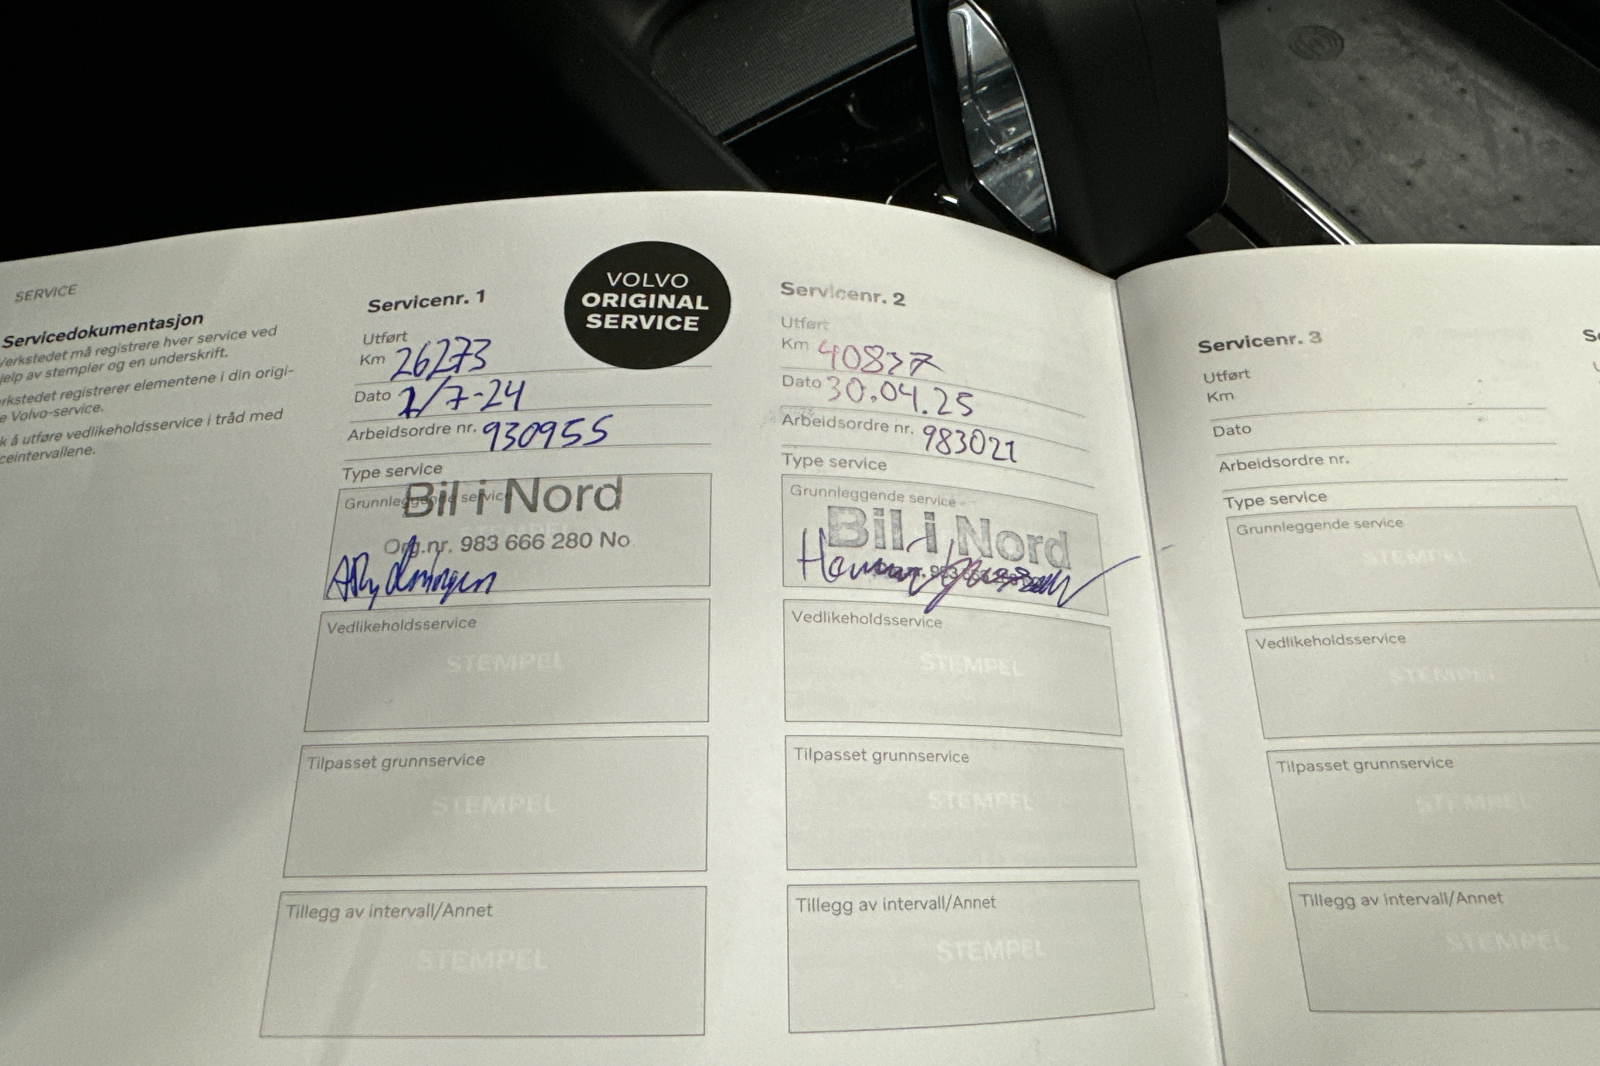 SERVICE
Servicedokumentasjon
Verkstedet må registrere hver service ved
hjelp av stempler og en underskrift.
rkstedet registrerer elementene i din origi-
e Volvo-service.
k å utføre vedlikeholdsservice i tråd med
ceintervallene.
VOLVO
ORIGINAL
SERVICE
Servicenr. 1
Utført
Km 26273
Dato 1/7-24
Arbeidsordre nr. 930955
Type service
Grunnleggende service
Bil i Nord
Org.nr. 983 666 280 No
Vedlikeholdsservice
STEMPEL
Tilpasset grunnservice
STEMPEL
Tillegg av intervall/Annet
STEMPEL
Servicenr. 2
Utført
Km 40837
Dato 30.04.25
Arbeidsordre nr. 983021
Type service
Grunnleggende service
Bil i Nord
Vedlikeholdsservice
STEMPEL
Tilpasset grunnservice
STEMPEL
Tillegg av intervall/Annet
STEMPEL
Servicenr. 3
Utført
Km
Dato
Arbeidsordre nr.
Type service
Grunnleggende service
STEMPEL
Vedlikeholdsservice
STEMPEL
Tilpasset grunnservice
STEMPEL
Tillegg av intervall/Annet
STEMPEL